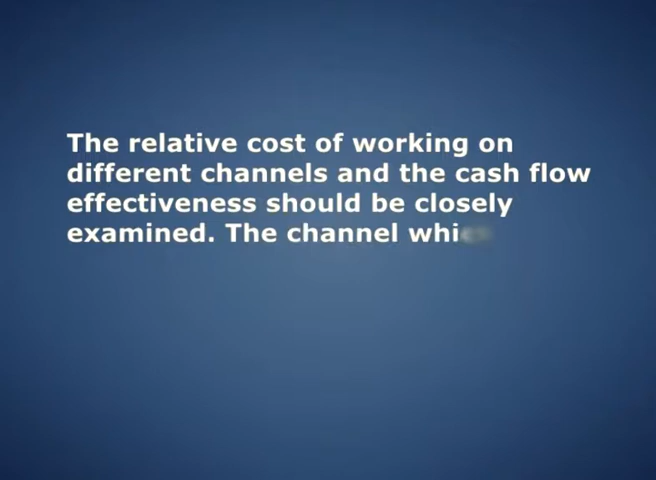 The relative cost of working on
different channels and the cash flow
effectiveness should be closely
examined. The channel